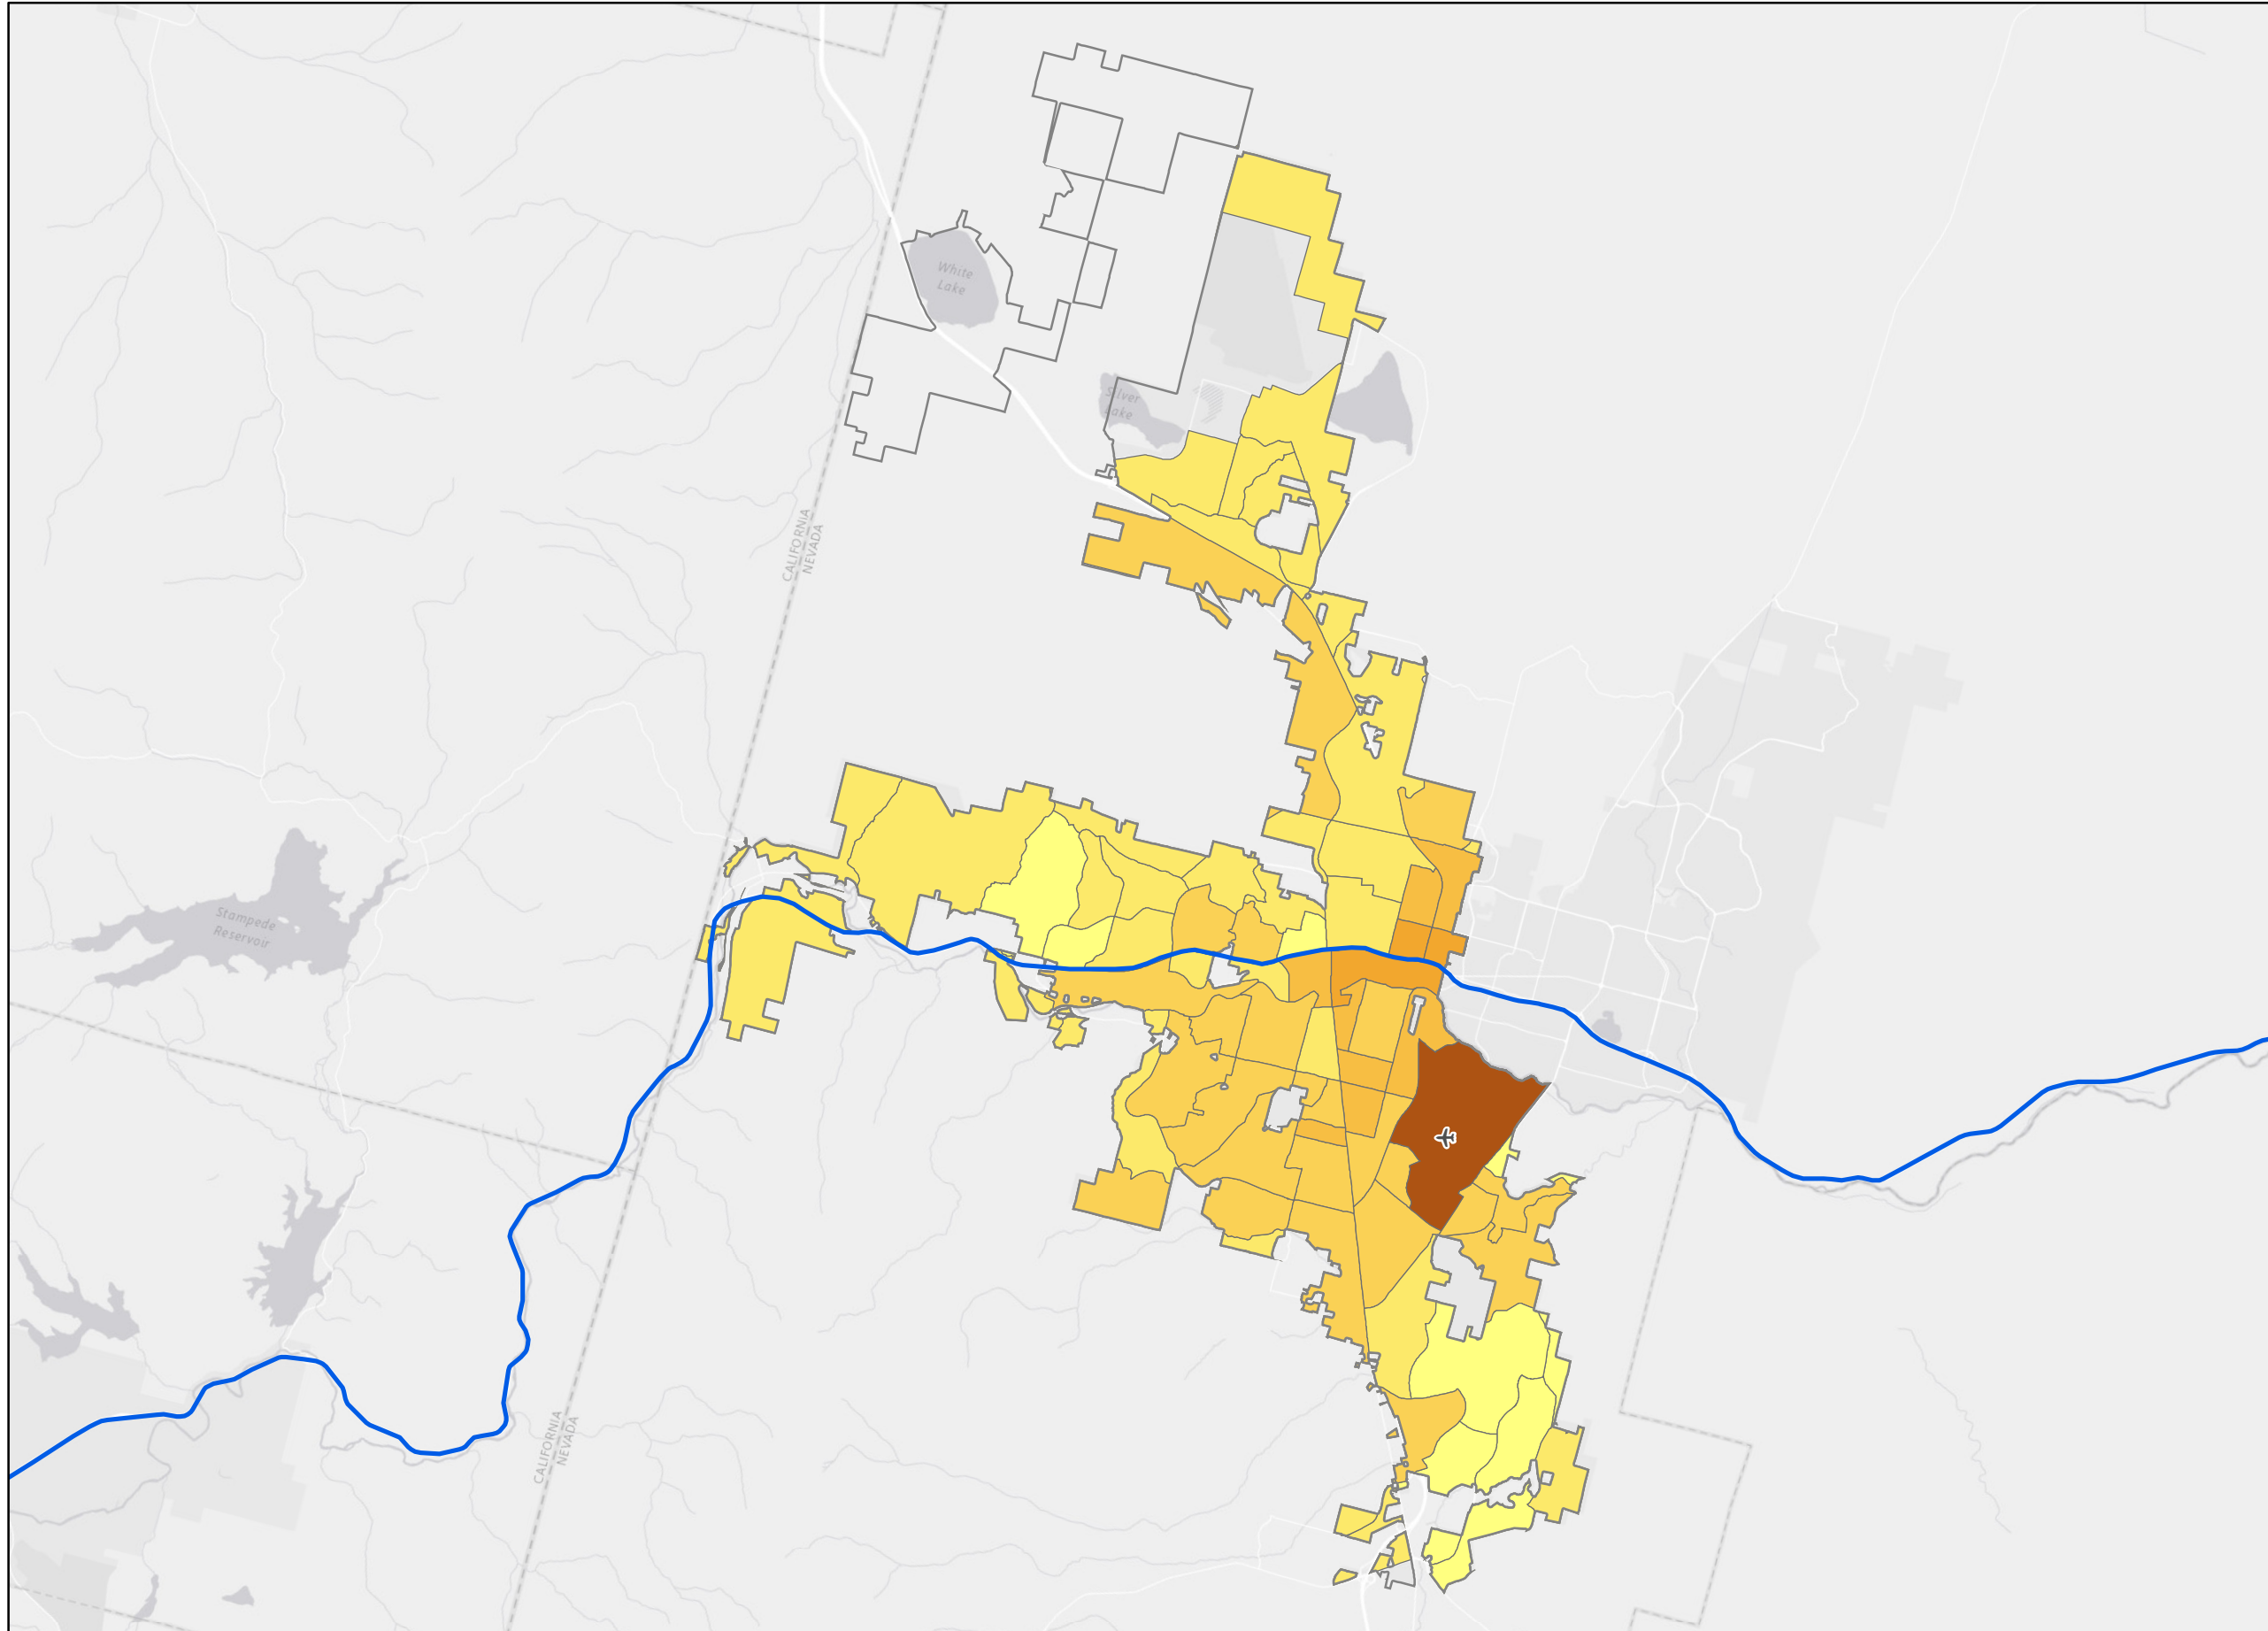 White
Lake
Silver
Lake
CALIFORNIA
NEVADA
Stampede
Reservoir
CALIFORNIA
NEVADA